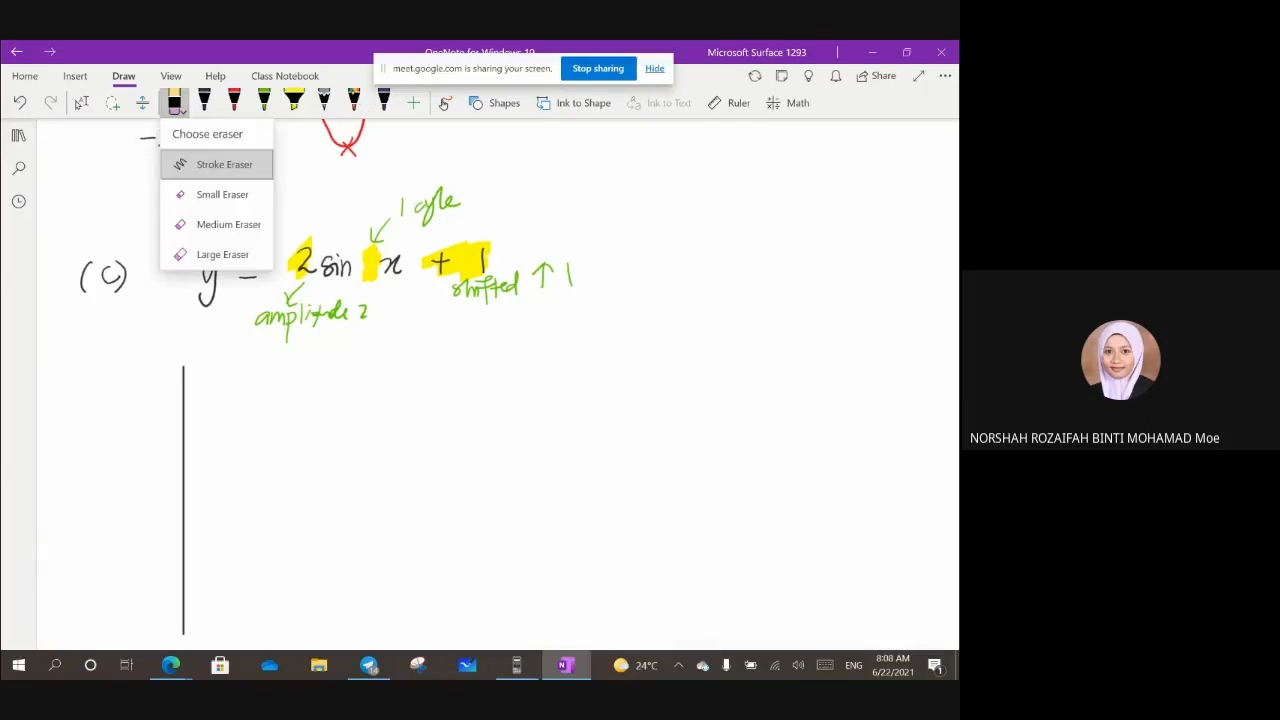 OneNote for Windows 10
Microsoft Surface 1293
meet.google.com is sharing your screen.
Stop sharing
Hide
Home Insert Draw View Help Class Notebook
Share
Shapes Ink to Shape Ink to Text Ruler Math
Choose eraser
Stroke Eraser
Small Eraser
Medium Eraser
Large Eraser
1 cycle
(c) y = 2 sin x + 1
shifted ↑ 1
amplitude 2
NORSHAH ROZAIFAH BINTI MOHAMAD Moe
24°C
ENG
8:08 AM
6/22/2021
1